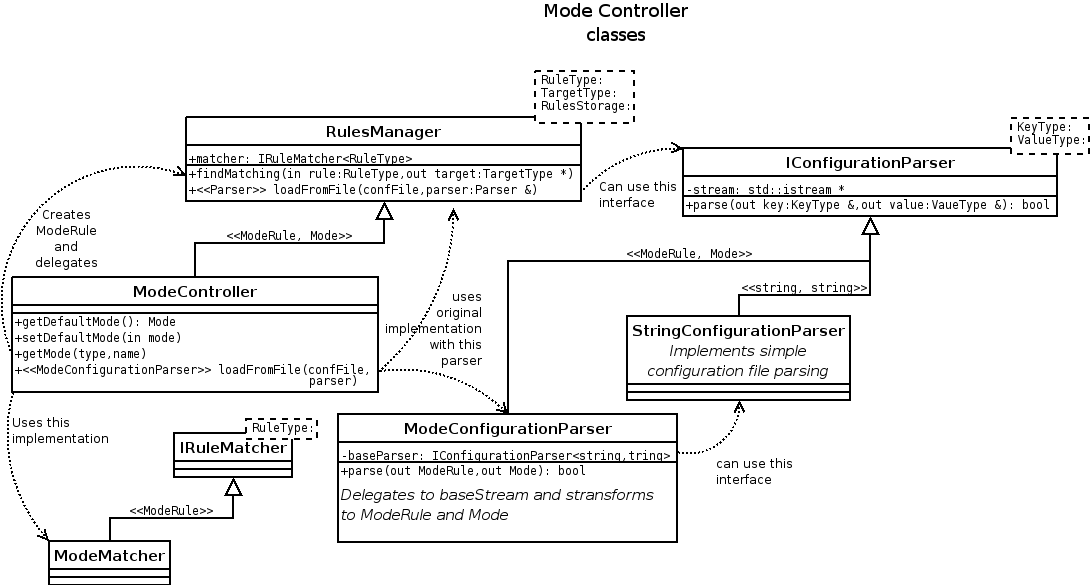 Mode Controller
classes
RuleType:
TargetType:
RulesStorage:
RulesManager
+matcher: IRuleMatcher<RuleType>
+findMatching(in rule:RuleType,out target:TargetType *)
+<<Parser>> loadFromFile(confFile,parser:Parser &)
KeyType:
ValueType:
IConfigurationParser
-stream: std::istream *
+parse(out key:KeyType &,out value:VaueType &): bool
Can use this
interface
Creates
ModeRule
and
delegates
<<ModeRule, Mode>>
<<ModeRule, Mode>>
<<string, string>>
ModeController
+getDefaultMode(): Mode
+setDefaultMode(in mode)
+getMode(type,name)
+<<ModeConfigurationParser>> loadFromFile(confFile,
parser)
uses
original
implementation
with this
parser
StringConfigurationParser
Implements simple
configuration file parsing
Uses this
implementation
RuleType:
IRuleMatcher
<<ModeRule>>
ModeMatcher
ModeConfigurationParser
-baseParser: IConfigurationParser<string,tring>
+parse(out ModeRule,out Mode): bool
Delegates to baseStream and stransforms
to ModeRule and Mode
can use this
interface